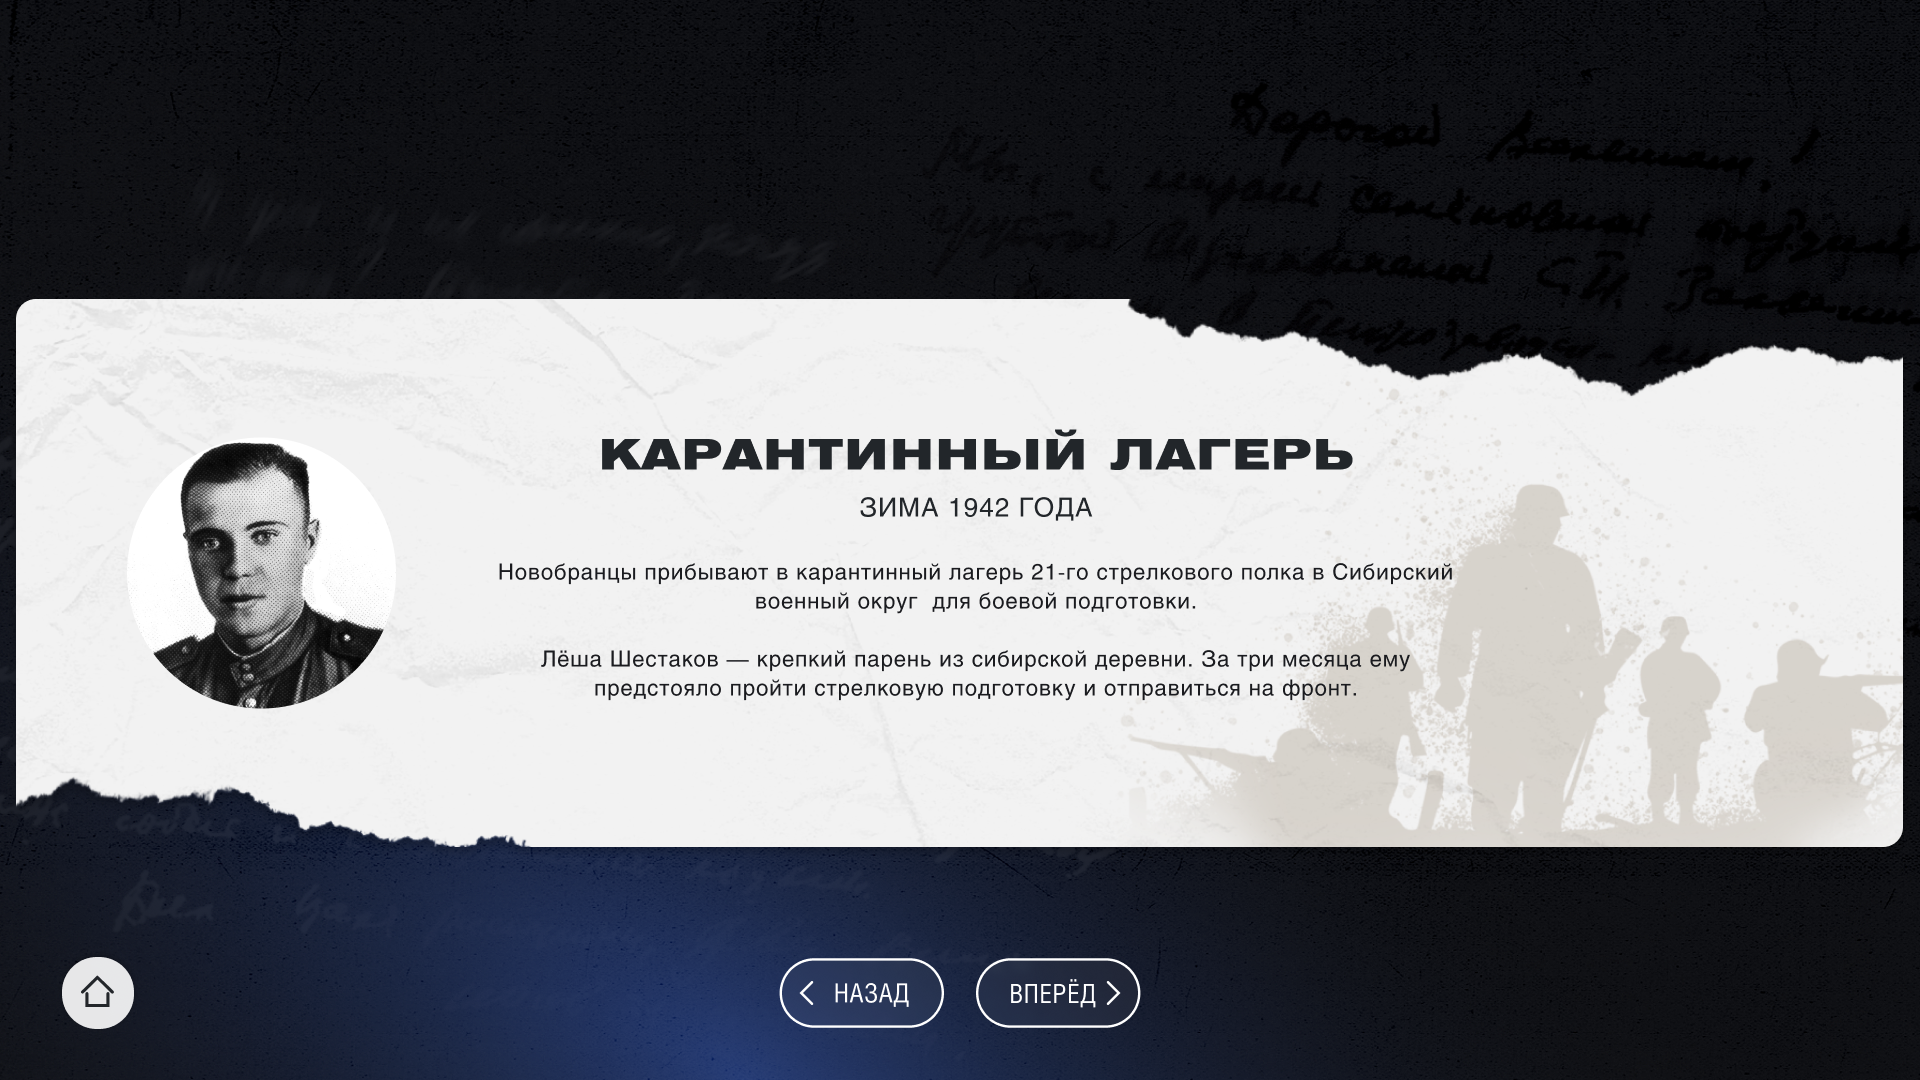 КАРАНТИННЫЙ ЛАГЕРЬ
ЗИМА 1942 ГОДА
Новобранцы прибывают в карантинный лагерь 21-го стрелкового полка в Сибирский
военный округ для боевой подготовки.
Лёша Шестаков — крепкий парень из сибирской деревни. За три месяца ему
предстояло пройти стрелковую подготовку и отправиться на фронт.
НАЗАД
ВПЕРЁД